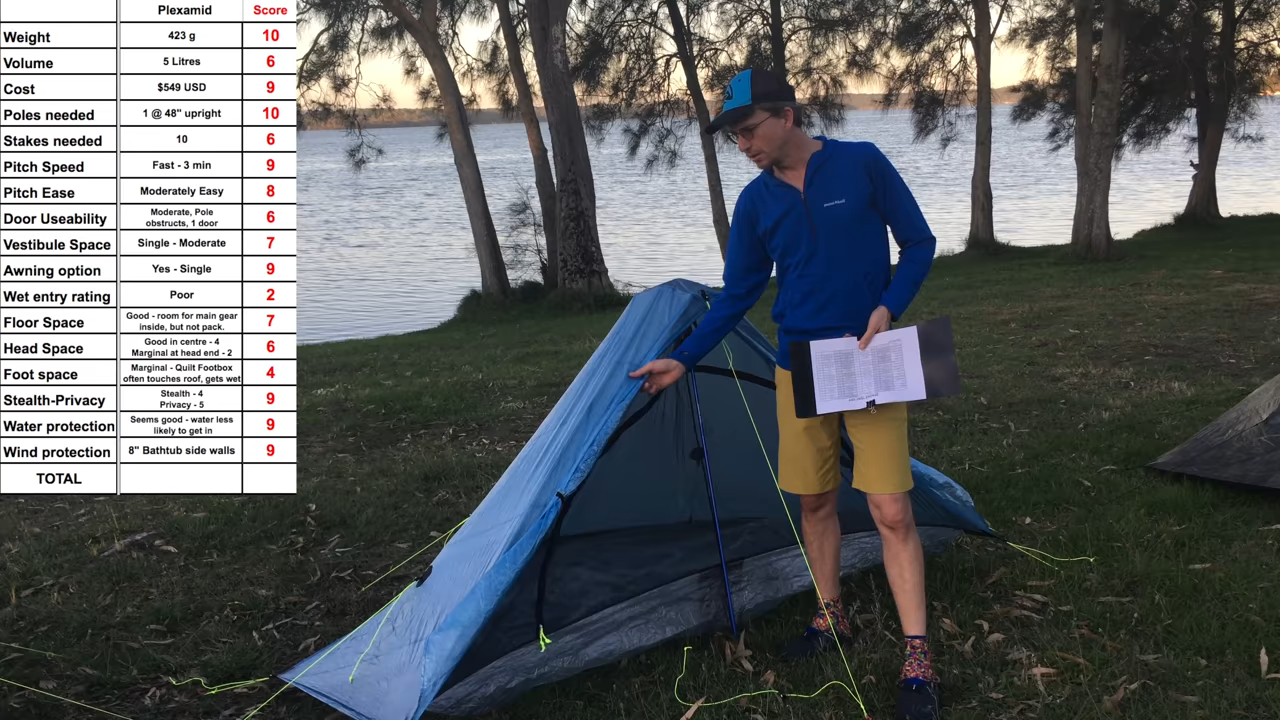 Plexamid Score
Weight 423 g 10
Volume 5 Litres 6
Cost $549 USD 9
Poles needed 1 @ 48" upright 10
Stakes needed 10 6
Pitch Speed Fast - 3 min 9
Pitch Ease Moderately Easy 8
Door Useability Moderate, Pole
obstructs, 1 door 6
Vestibule Space Single - Moderate 7
Awning option Yes - Single 9
Wet entry rating Poor 2
Floor Space Good - room for main gear
inside, but not pack. 7
Head Space Good in centre - 4
Marginal at head end - 2 6
Foot space Marginal - Quilt Footbox
often touches roof, gets wet 4
Stealth-Privacy Stealth - 4
Privacy - 5 9
Water protection Seems good - water less
likely to get in 9
Wind protection 8" Bathtub side walls 9
TOTAL